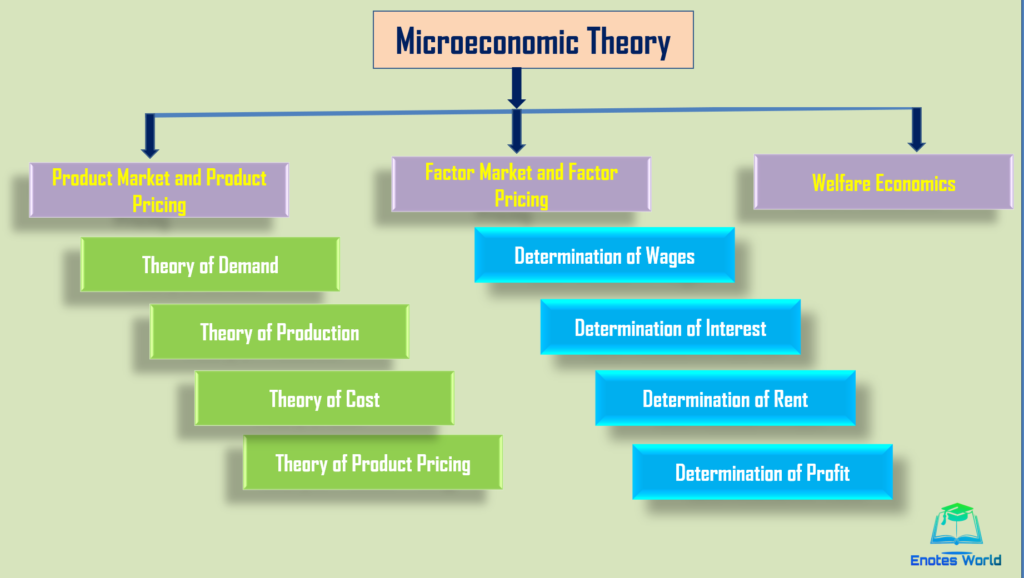 Microeconomic Theory
Product Market and Product
Pricing
Theory of Demand
Theory of Production
Theory of Cost
Theory of Product Pricing
Factor Market and Factor
Pricing
Determination of Wages
Determination of Interest
Determination of Rent
Determination of Profit
Welfare Economics
Enotes World